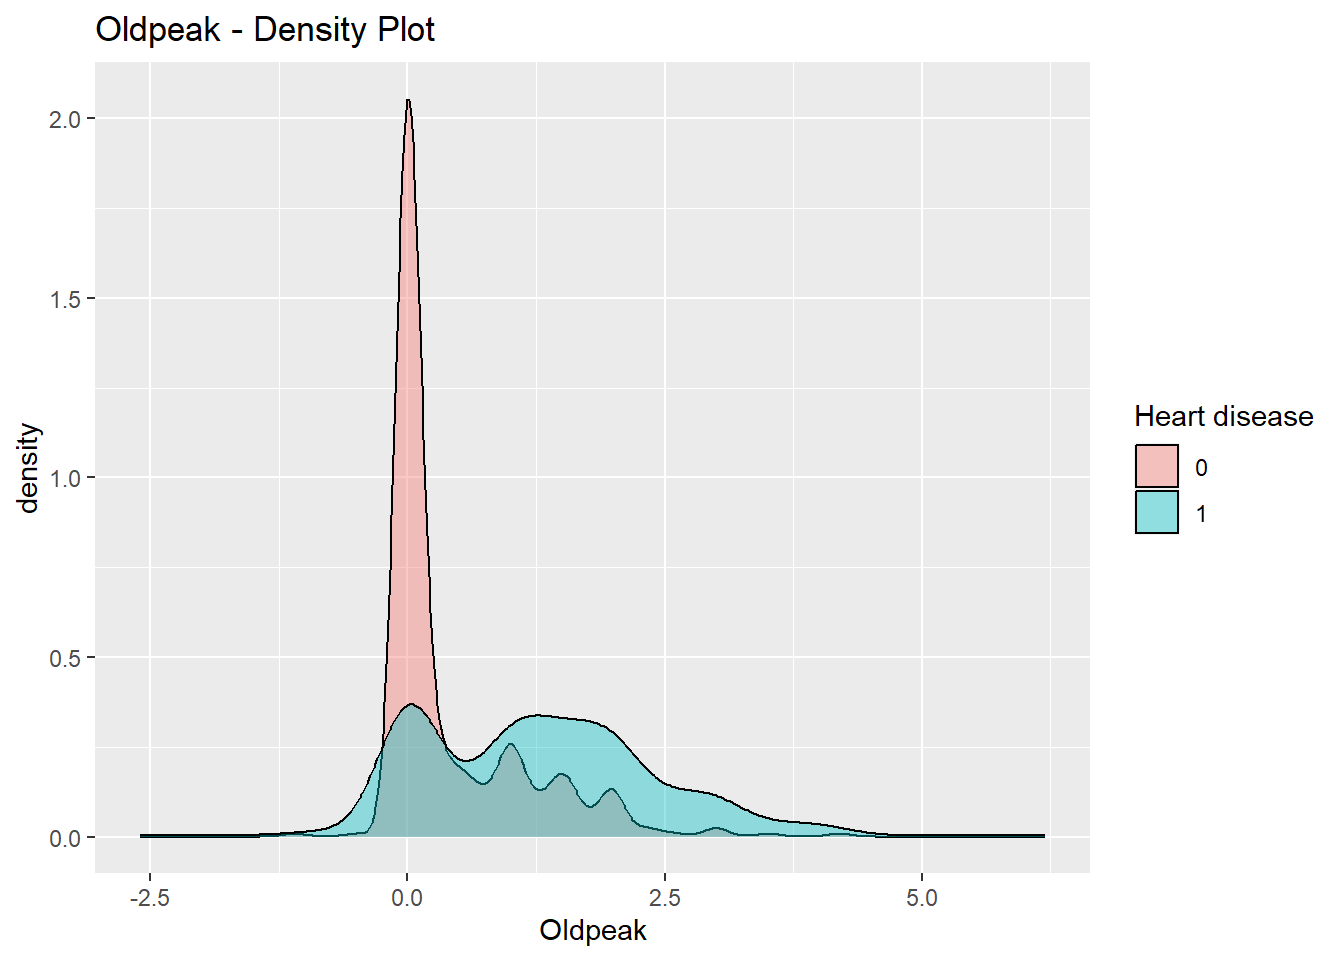 Oldpeak - Density Plot
2.0
1.5
1.0
0.5
0.0
density
-2.5
0.0
2.5
5.0
Oldpeak
Heart disease
0
1